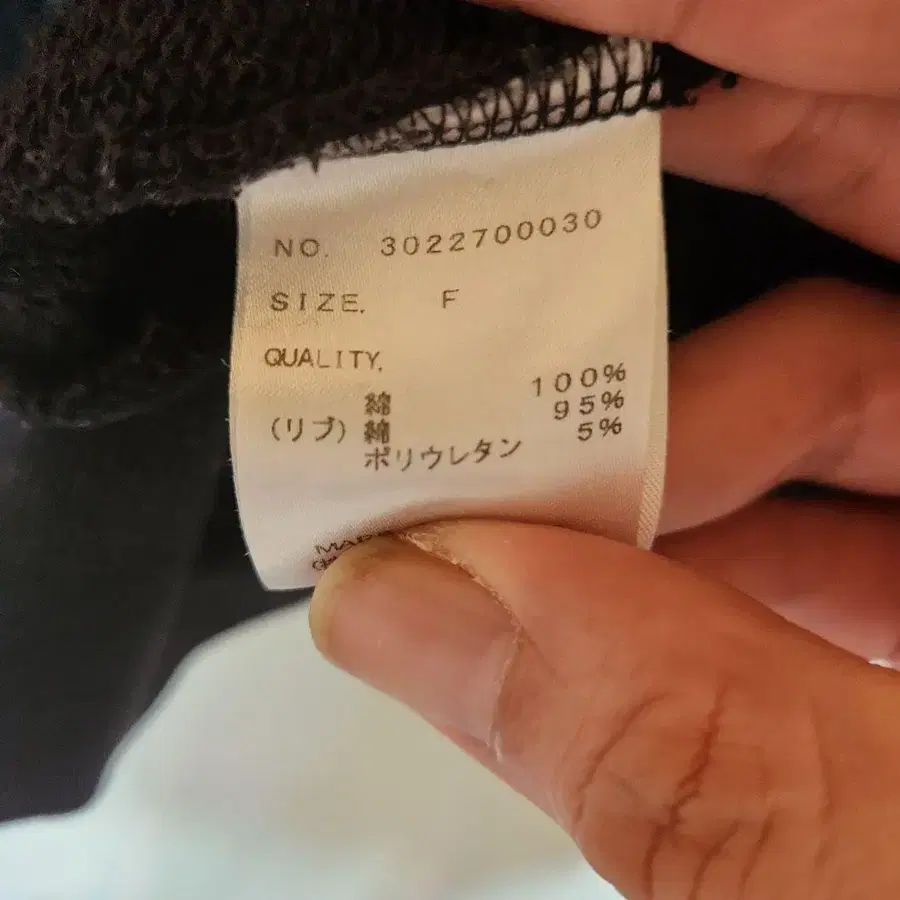 NO. 3022700030
SIZE. F
QUALITY.
綿 100%
(リブ) 綿 95%
ポリウレタン 5%